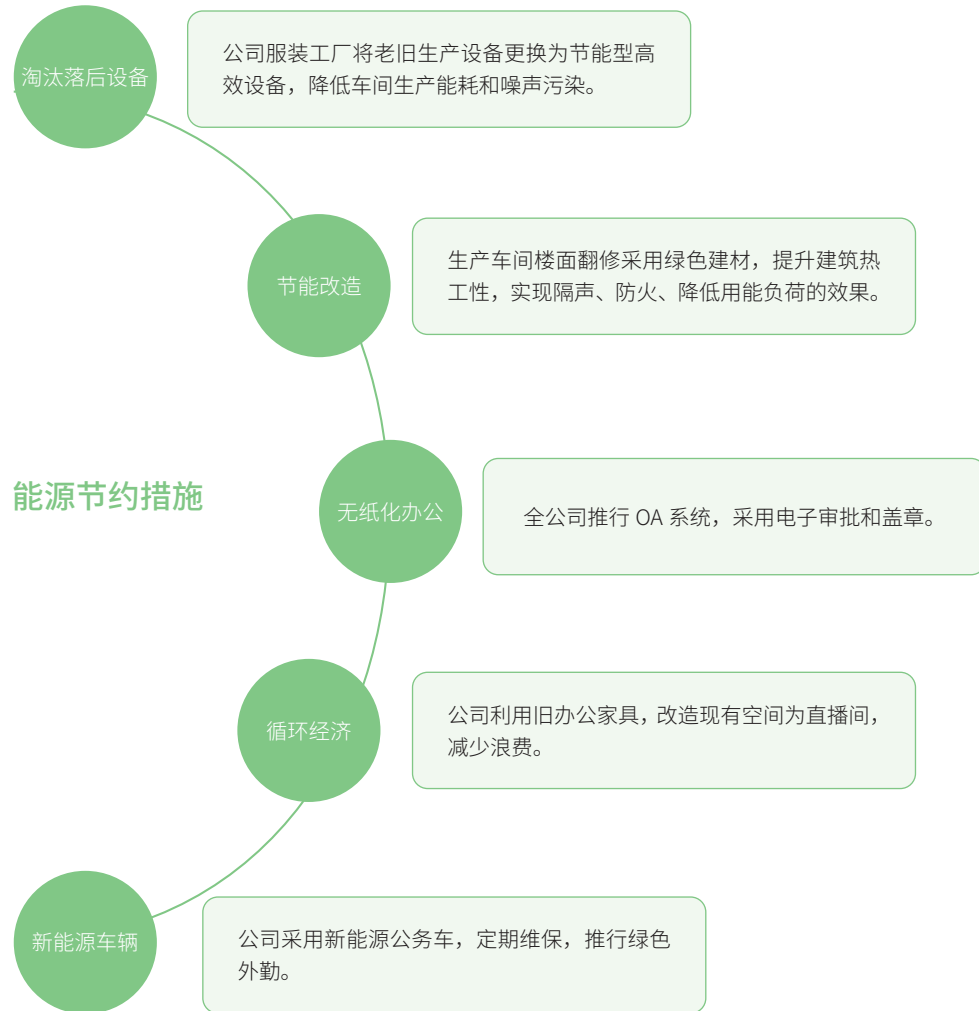 淘汰落后设备
公司服装工厂将老旧生产设备更换为节能型高
效设备，降低车间生产能耗和噪声污染。
节能改造
生产车间楼面翻修采用绿色建材，提升建筑热
工性，实现隔声、防火、降低用能负荷的效果。
能源节约措施
无纸化办公
全公司推行 OA 系统，采用电子审批和盖章。
循环经济
公司利用旧办公家具，改造现有空间为直播间，
减少浪费。
新能源车辆
公司采用新能源公务车，定期维保，推行绿色
外勤。